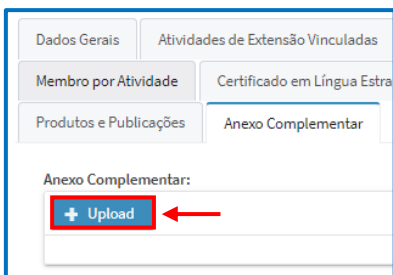 Dados Gerais Atividades de Extensão Vinculadas
Membro por Atividade Certificado em Língua Estra
Produtos e Publicações Anexo Complementar
Anexo Complementar:
+ Upload